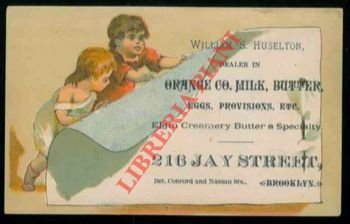 WILLIAM S. HUSELTON,
DEALER IN
ORANGE CO. MILK, BUTTER,
EGGS, PROVISIONS, ETC.
Elgin Creamery Butter a Specialty
216 JAY STREET,
Bet. Concord and Nassau Sts., BROOKLYN.
LIBRERIA PIANI